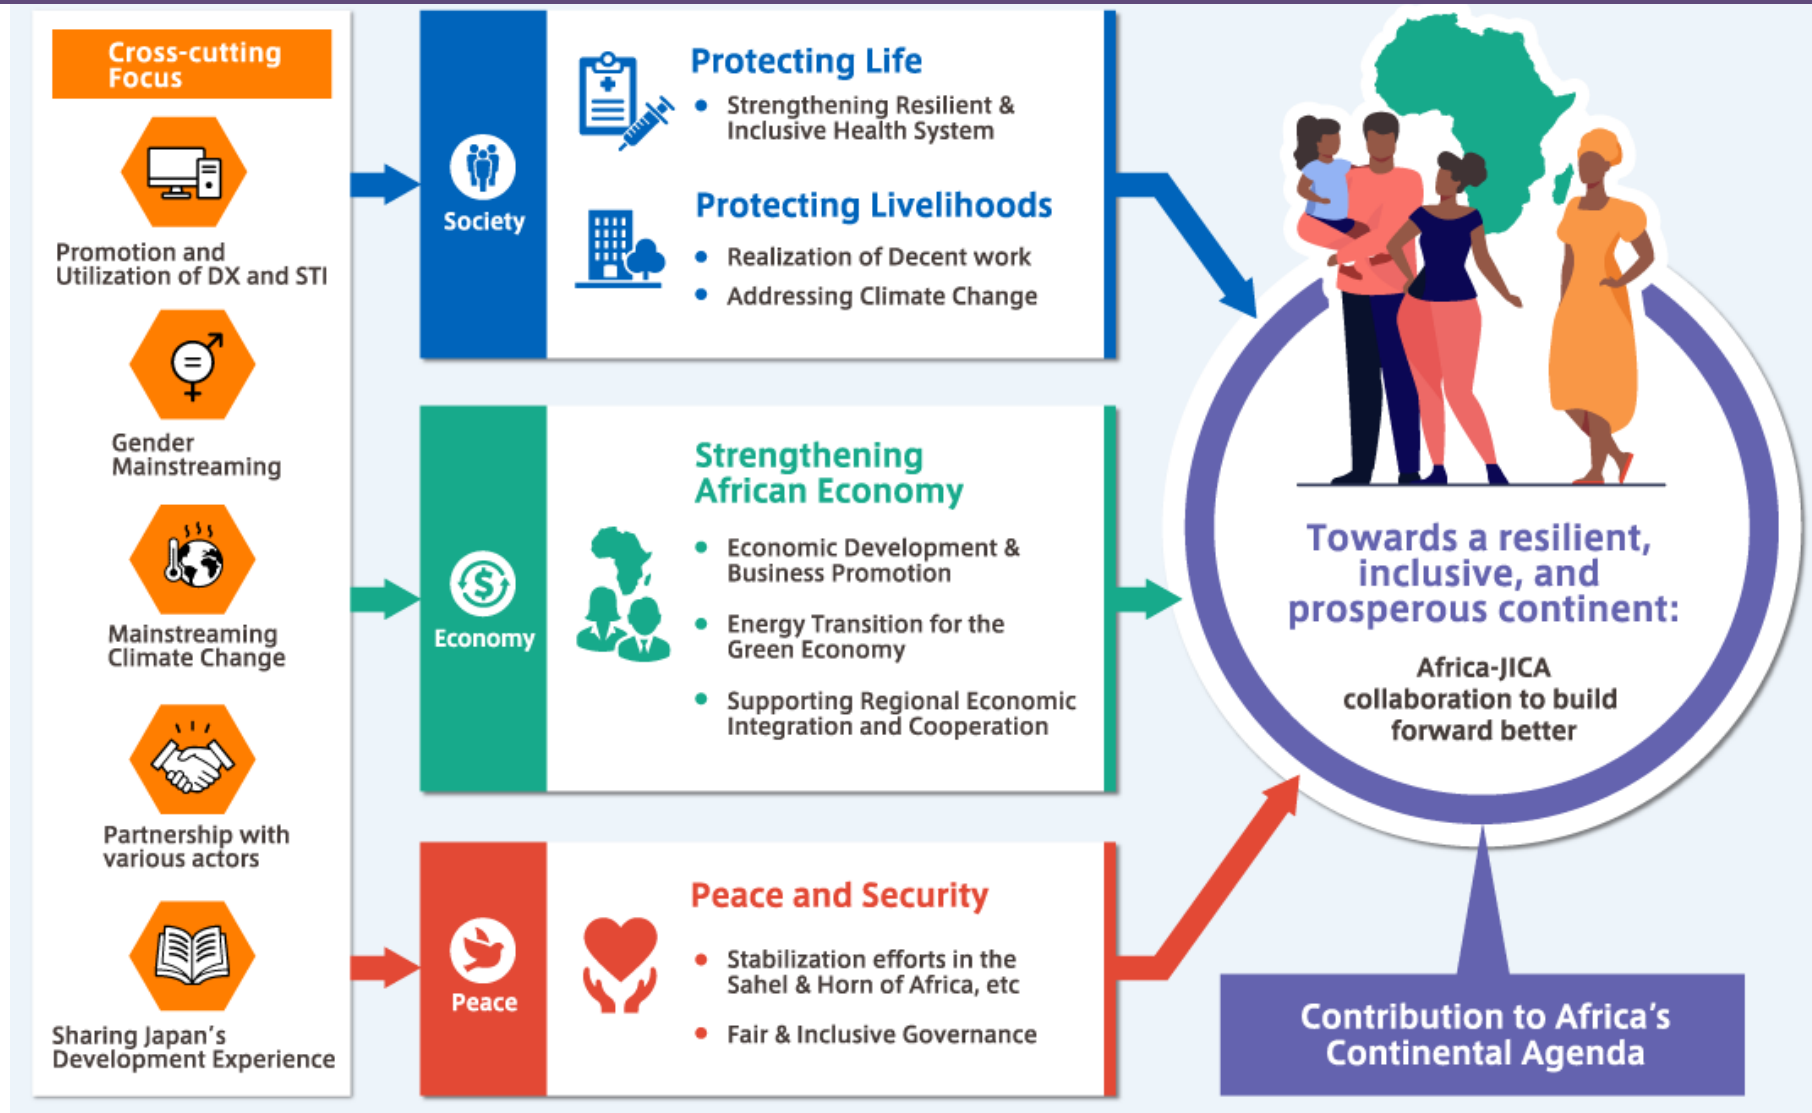 Cross-cutting
Focus
Promotion and
Utilization of DX and STI
Gender
Mainstreaming
Mainstreaming
Climate Change
Partnership with
various actors
Sharing Japan's
Development Experience
Society
Protecting Life
• Strengthening Resilient &
Inclusive Health System
Protecting Livelihoods
• Realization of Decent work
• Addressing Climate Change
Economy
Strengthening
African Economy
• Economic Development &
Business Promotion
• Energy Transition for the
Green Economy
• Supporting Regional Economic
Integration and Cooperation
Peace
Peace and Security
• Stabilization efforts in the
Sahel & Horn of Africa, etc
• Fair & Inclusive Governance
Towards a resilient,
inclusive, and
prosperous continent:
Africa-JICA
collaboration to build
forward better
Contribution to Africa's
Continental Agenda